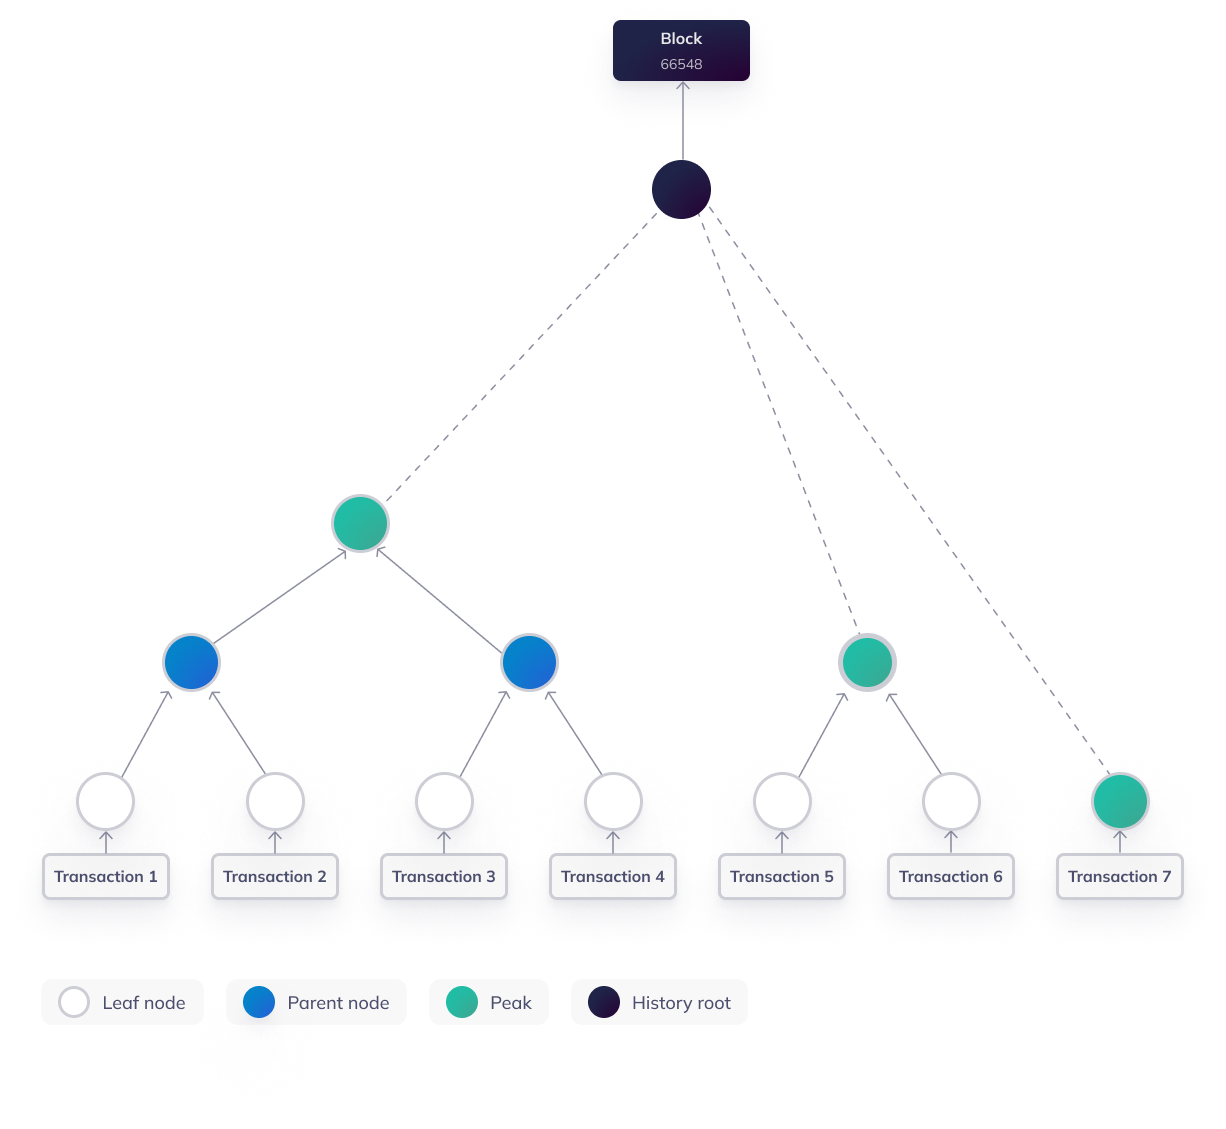 Block
66548
Transaction 1
Transaction 2
Transaction 3
Transaction 4
Transaction 5
Transaction 6
Transaction 7
Leaf node
Parent node
Peak
History root